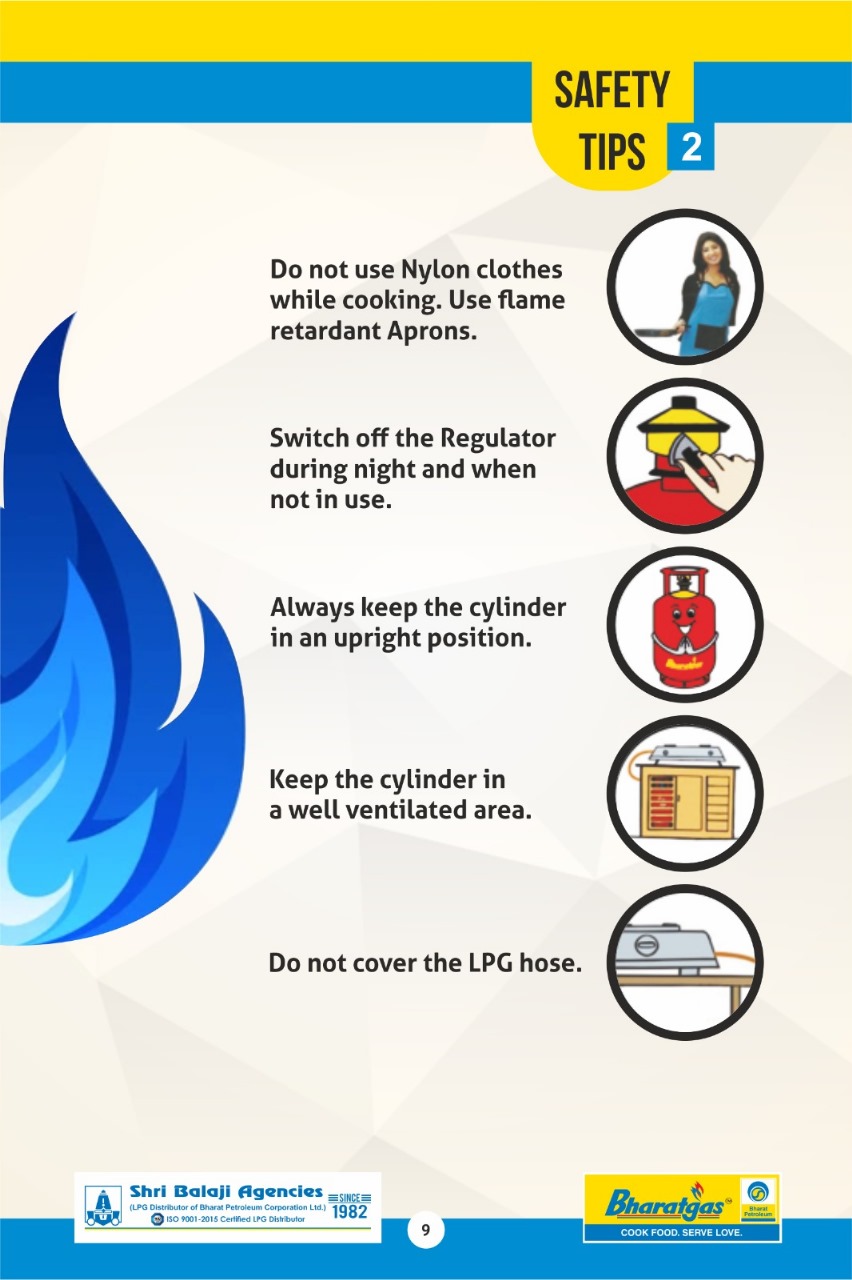 SAFETY
TIPS 2
Do not use Nylon clothes
while cooking. Use flame
retardant Aprons.
Switch off the Regulator
during night and when
not in use.
Always keep the cylinder
in an upright position.
Keep the cylinder in
a well ventilated area.
Do not cover the LPG hose.
Shri Balaji Agencies
(LPG Distributor of Bharat Petroleum Corporation Ltd.)
ISO 9001-2015 Certified LPG Distributor
SINCE
1982
9
Bharatgas™
COOK FOOD. SERVE LOVE.
Bharat
Petroleum